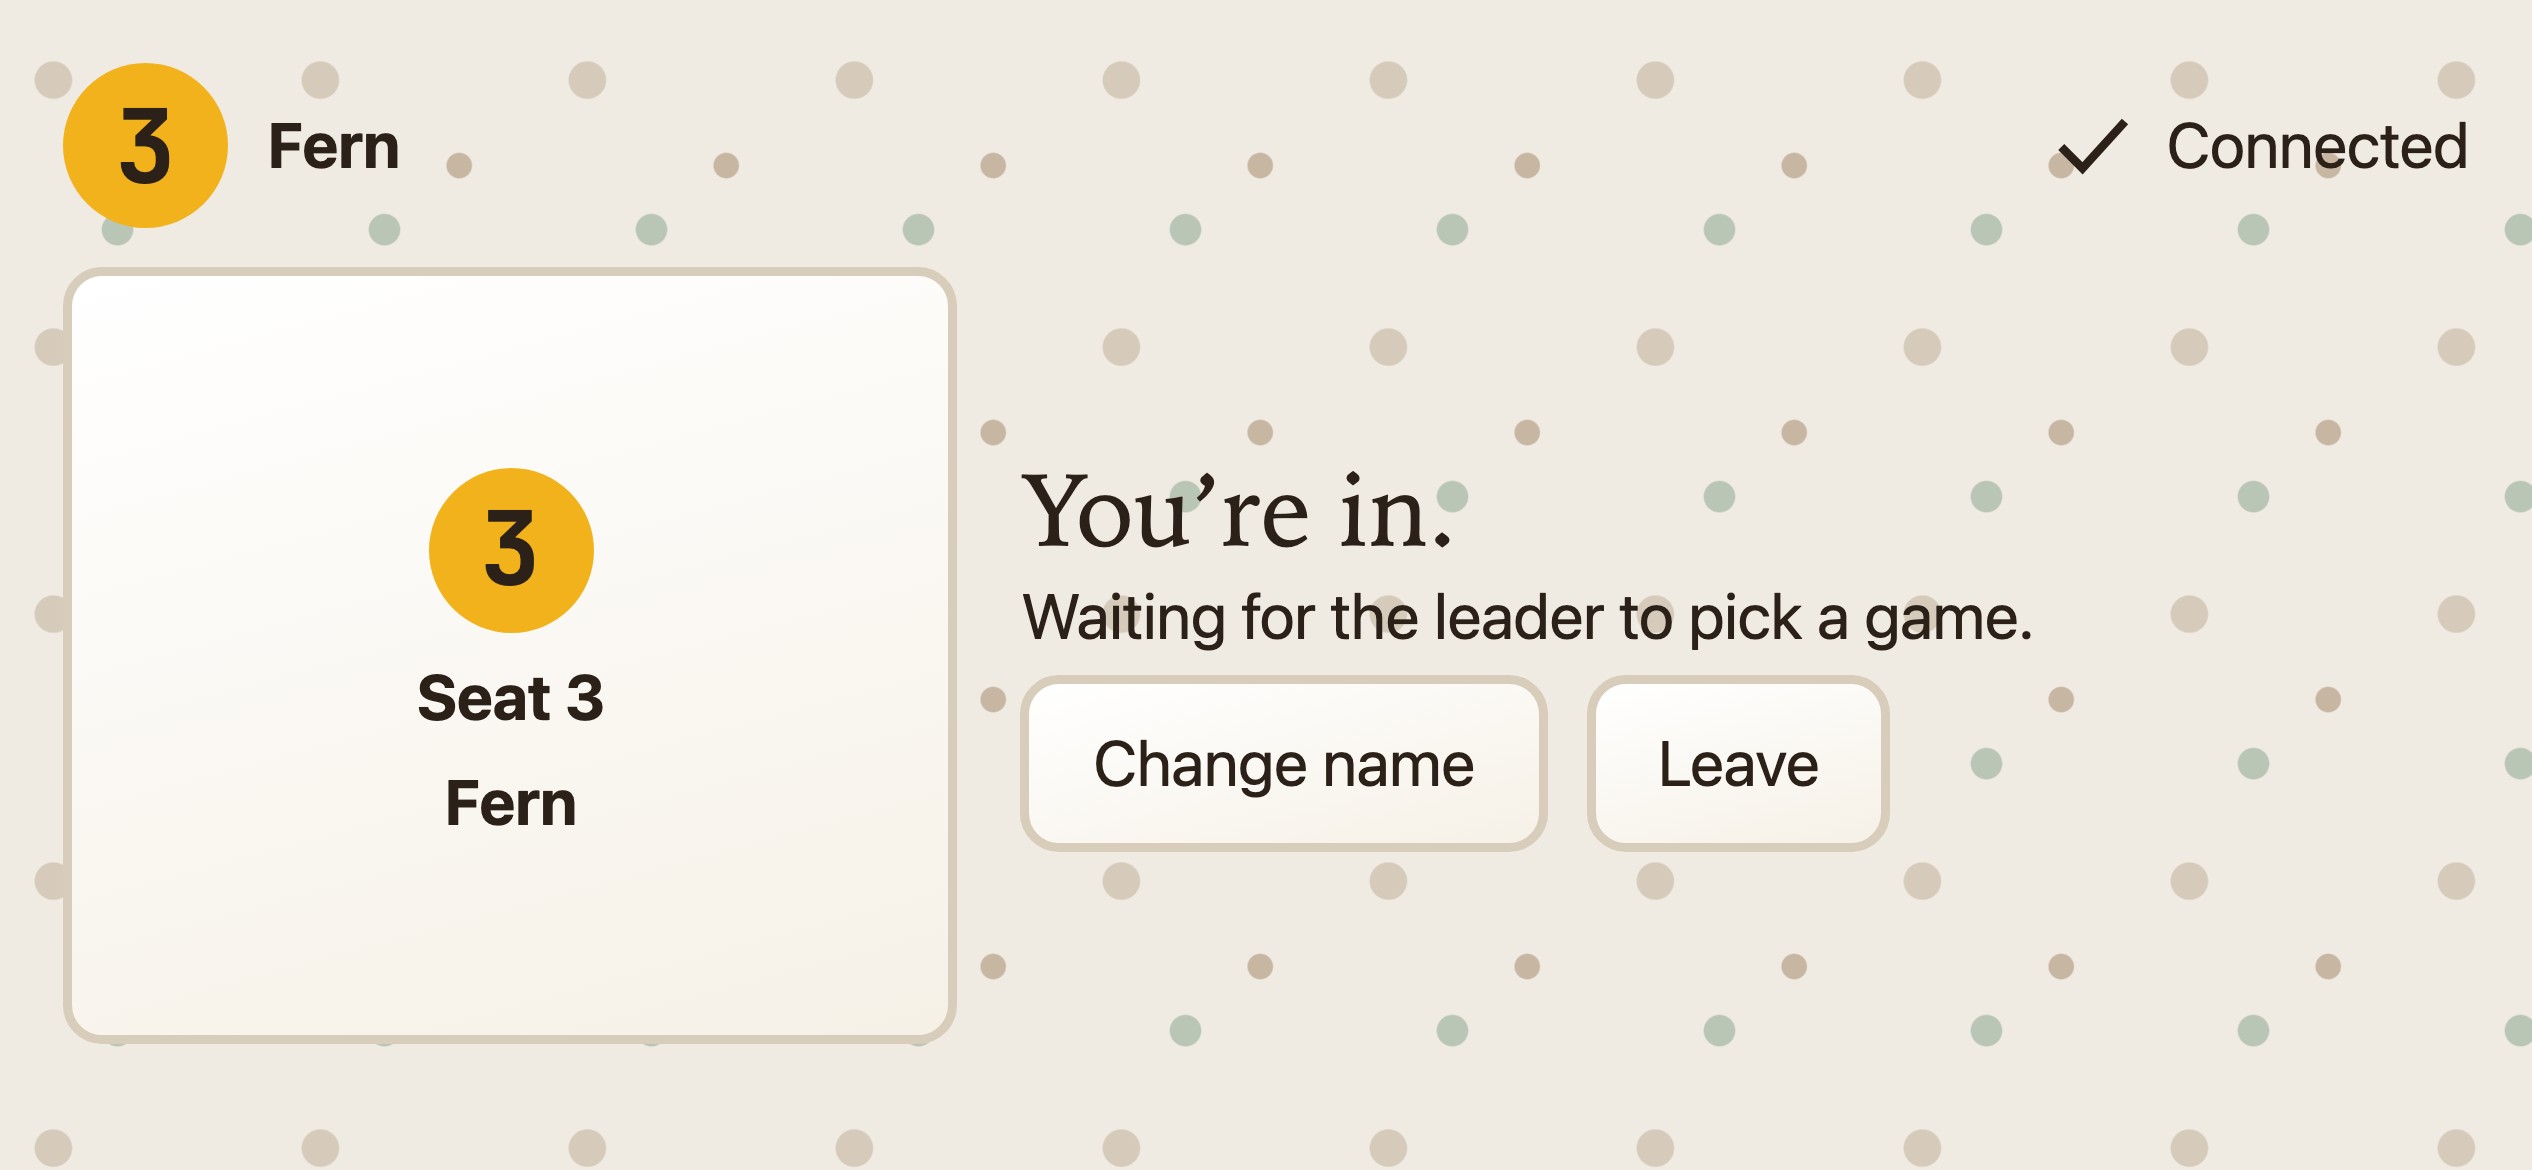 3 Fern
Connected
3
Seat 3
Fern
You’re in.
Waiting for the leader to pick a game.
Change name
Leave